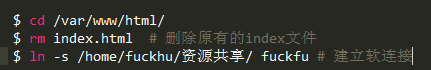 $ cd /var/www/html/
$ rm index.html  # 删除原有的index文件
$ ln -s /home/fuckhu/资源共享/ fuckfu # 建立软连接